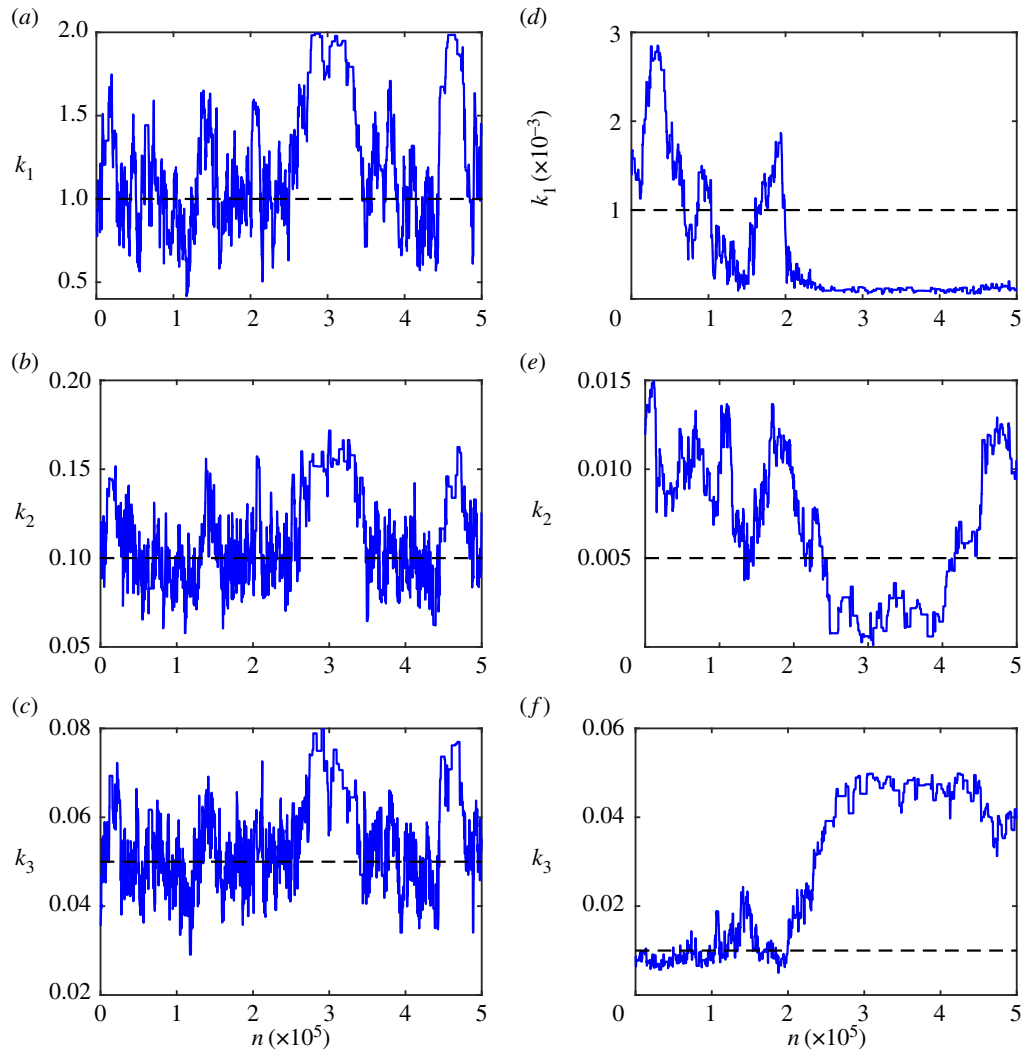 (a)
2.0
1.5
k1
1.0
0.5
0 1 2 3 4 5
(d)
3
2
k1 (×10−3)
1
0 1 2 3 4 5
(b)
0.20
0.15
k2
0.10
0.05
0 1 2 3 4 5
(e)
0.015
0.010
k2
0.005
0 1 2 3 4 5
(c)
0.08
0.06
k3
0.04
0.02
0 1 2 3 4 5
n (×105)
(f)
0.06
0.04
k3
0.02
0 1 2 3 4 5
n (×105)